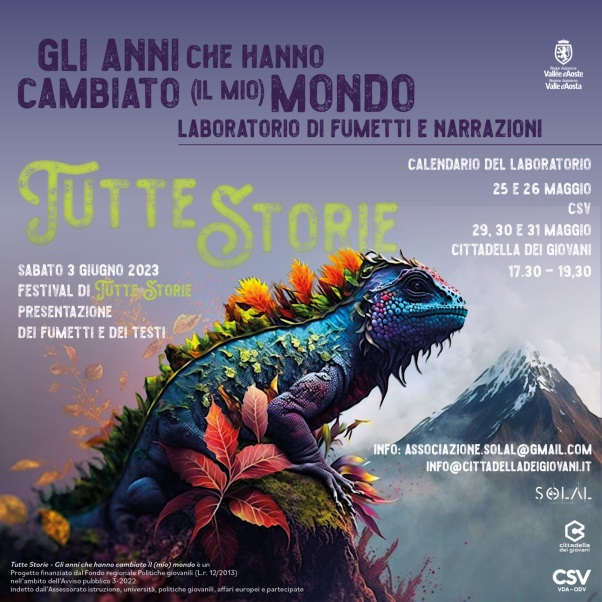 GLI ANNI CHE HANNO
CAMBIATO (IL MIO) MONDO
LABORATORIO DI FUMETTI E NARRAZIONI
Région Autonome
Vallée d'Aoste
Regione Autonoma
Valle d'Aosta
TUTTE STORIE
CALENDARIO DEL LABORATORIO
25 E 26 MAGGIO
CSV
29, 30 E 31 MAGGIO
CITTADELLA DEI GIOVANI
17.30 – 19.30
SABATO 3 GIUGNO 2023
FESTIVAL DI TUTTE STORIE
PRESENTAZIONE
DEI FUMETTI E DEI TESTI
INFO: ASSOCIAZIONE.SOLAL@GMAIL.COM
INFO@CITTADELLADEIGIOVANI.IT
SOLAL
cittadella
dei giovani
CSV
VDA - ODV
Tutte Storie - Gli anni che hanno cambiato il (mio) mondo è un
Progetto finanziato dal Fondo regionale Politiche giovanili (L.r. 12/2013)
nell'ambito dell'Avviso pubblico 3-2022
indetto dall'Assessorato istruzione, università, politiche giovanili, affari europei e partecipate